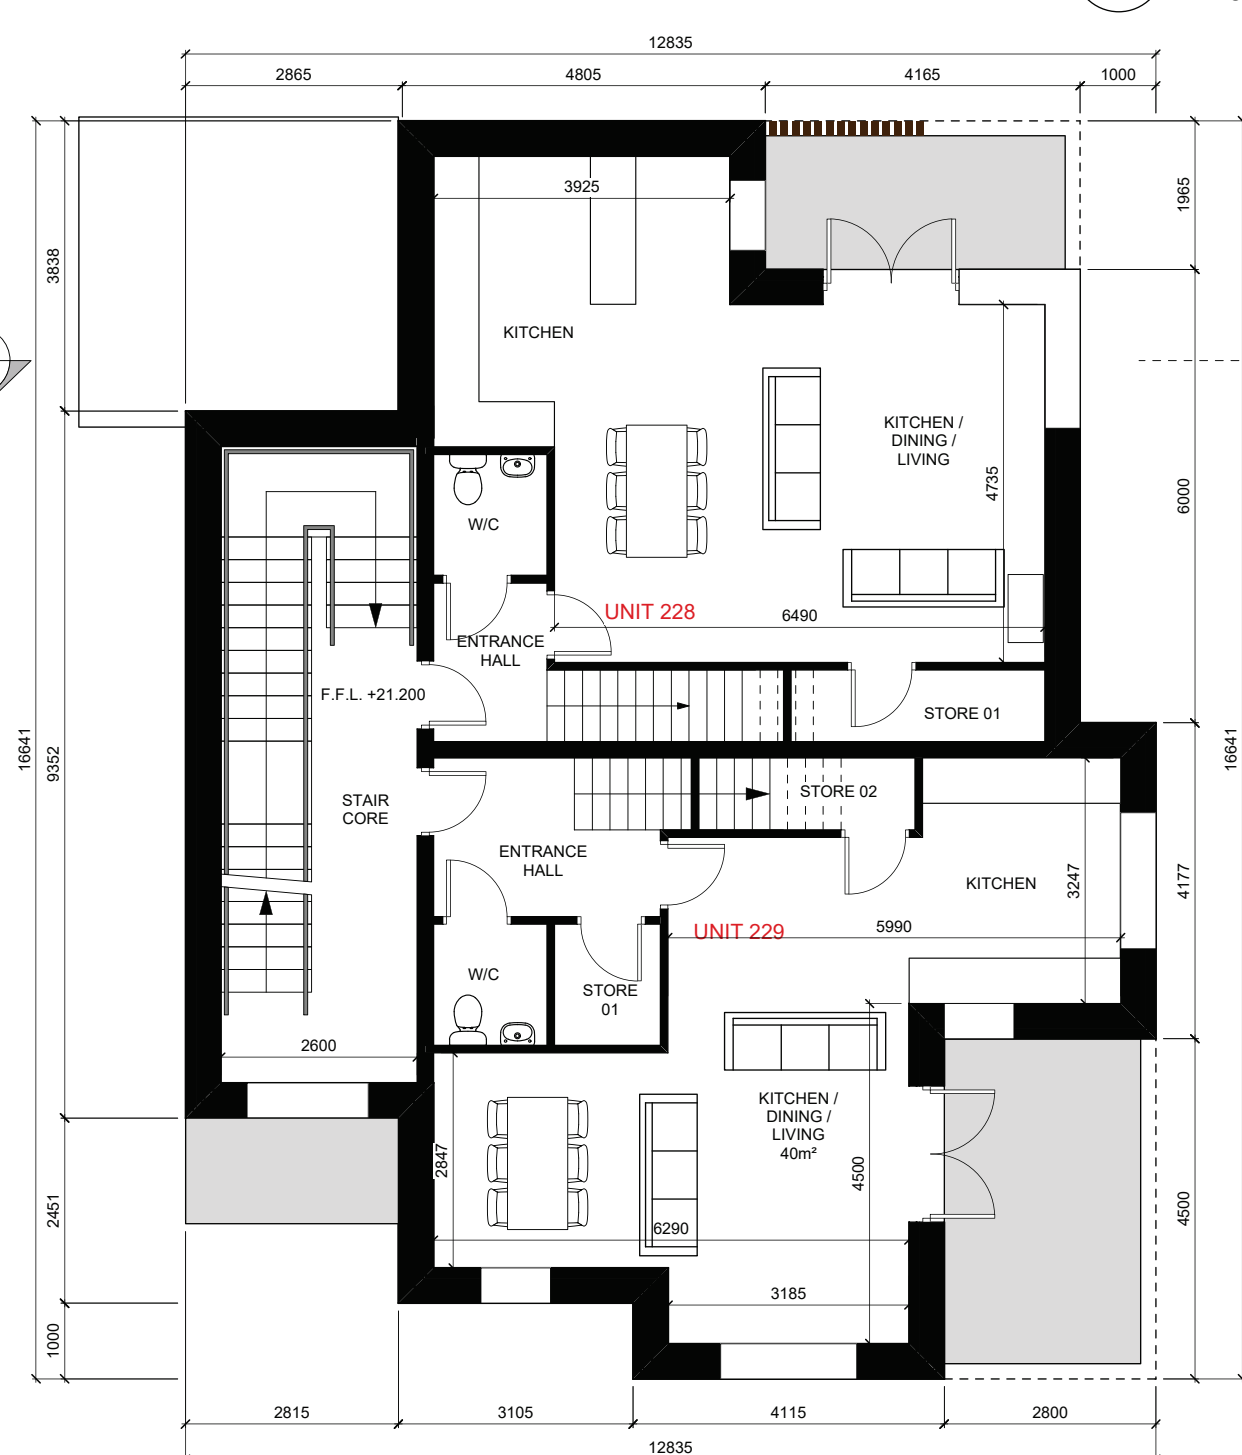 12835
2865
4805
4165
1000
3925
1965
3838
KITCHEN
KITCHEN /
DINING /
LIVING
4735
6000
W/C
UNIT 228
6490
ENTRANCE
HALL
F.F.L. +21.200
STORE 01
16641
9352
16641
STAIR
CORE
STORE 02
ENTRANCE
HALL
KITCHEN
3247
4177
UNIT 229
5990
W/C
STORE
01
2600
KITCHEN /
DINING /
LIVING
40m²
2847
4500
2451
4500
6290
3185
1000
2815
3105
4115
2800
12835